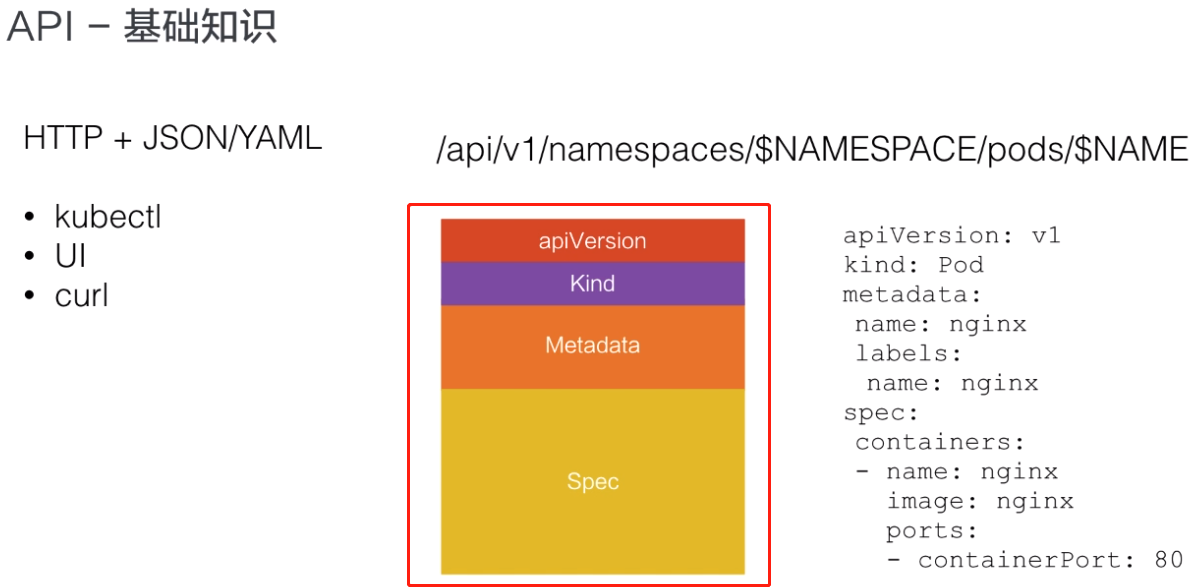 API – 基础知识
HTTP + JSON/YAML
• kubectl
• UI
• curl
/api/v1/namespaces/$NAMESPACE/pods/$NAME
apiVersion
Kind
Metadata
Spec
apiVersion: v1
kind: Pod
metadata:
 name: nginx
 labels:
  name: nginx
spec:
 containers:
 - name: nginx
   image: nginx
   ports:
   - containerPort: 80